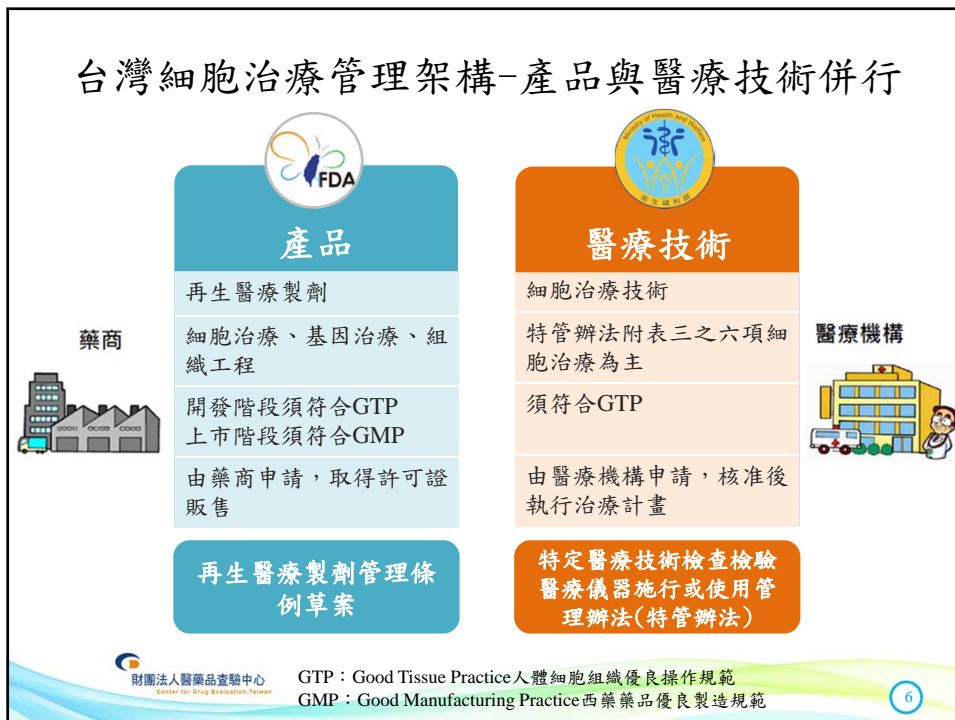 台灣細胞治療管理架構-產品與醫療技術併行
FDA
產品
再生醫療製劑
細胞治療、基因治療、組
織工程
開發階段須符合GTP
上市階段須符合GMP
由藥商申請，取得許可證
販售
再生醫療製劑管理條
例草案
藥商
Ministry of Health and Welfare
衛生福利部
醫療技術
細胞治療技術
特管辦法附表三之六項細
胞治療為主
須符合GTP
由醫療機構申請，核准後
執行治療計畫
特定醫療技術檢查檢驗
醫療儀器施行或使用管
理辦法(特管辦法)
醫療機構
財團法人醫藥品查驗中心
Center for Drug Evaluation,Taiwan
GTP：Good Tissue Practice人體細胞組織優良操作規範
GMP：Good Manufacturing Practice西藥藥品優良製造規範
6